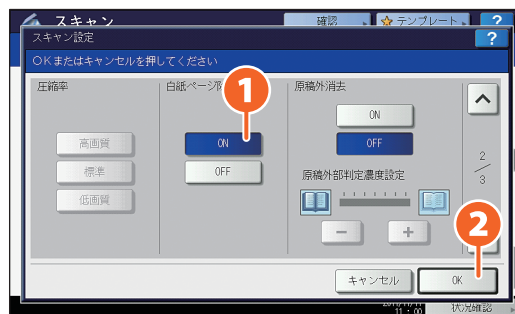 スキャン
確認
テンプレート
?
スキャン設定
?
OKまたはキャンセルを押してください
圧縮率
白紙ページ
原稿外消去
1
高画質
標準
低画質
ON
OFF
ON
OFF
原稿外部判定濃度設定
2
3
-
+
2
キャンセル
OK
11:00
状況確認